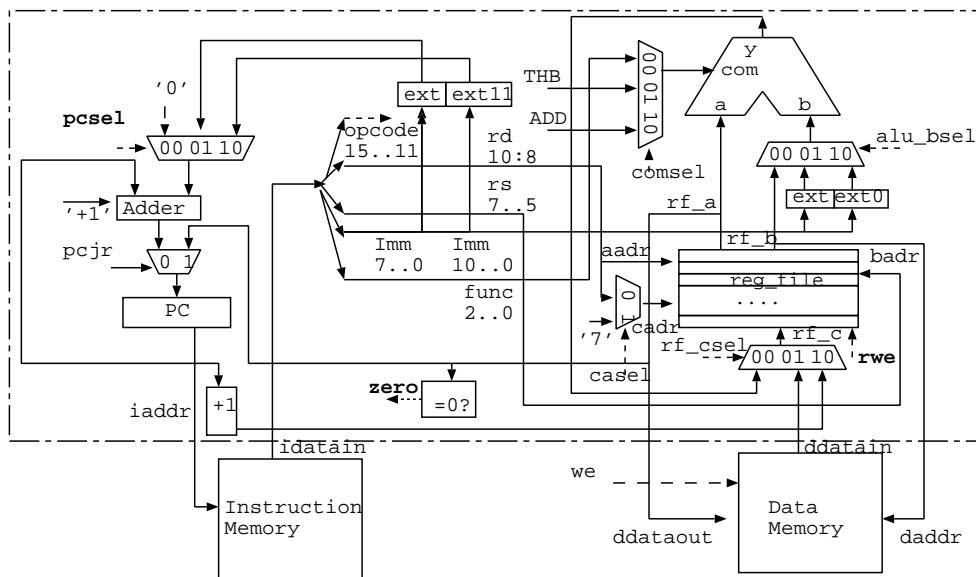 y
com
a
b
'0'
pcsel
00 01 10
ext
ext11
THB
ADD
00 01 10
comsel
opcode
15..11
rd
10:8
rs
7..5
alu_bsel
00 01 10
ext
ext0
'+1'
Adder
pcjr
0 1
PC
Imm
7..0
Imm
10..0
func
2..0
rf_a
rf_b
aadr
badr
reg_file
....
0 1
cadr
'7'
casel
rf_csel
rf_c
00 01 10
rwe
zero
=0?
+1
iaddr
idatain
ddatain
we
Instruction
Memory
Data
Memory
ddataout
daddr